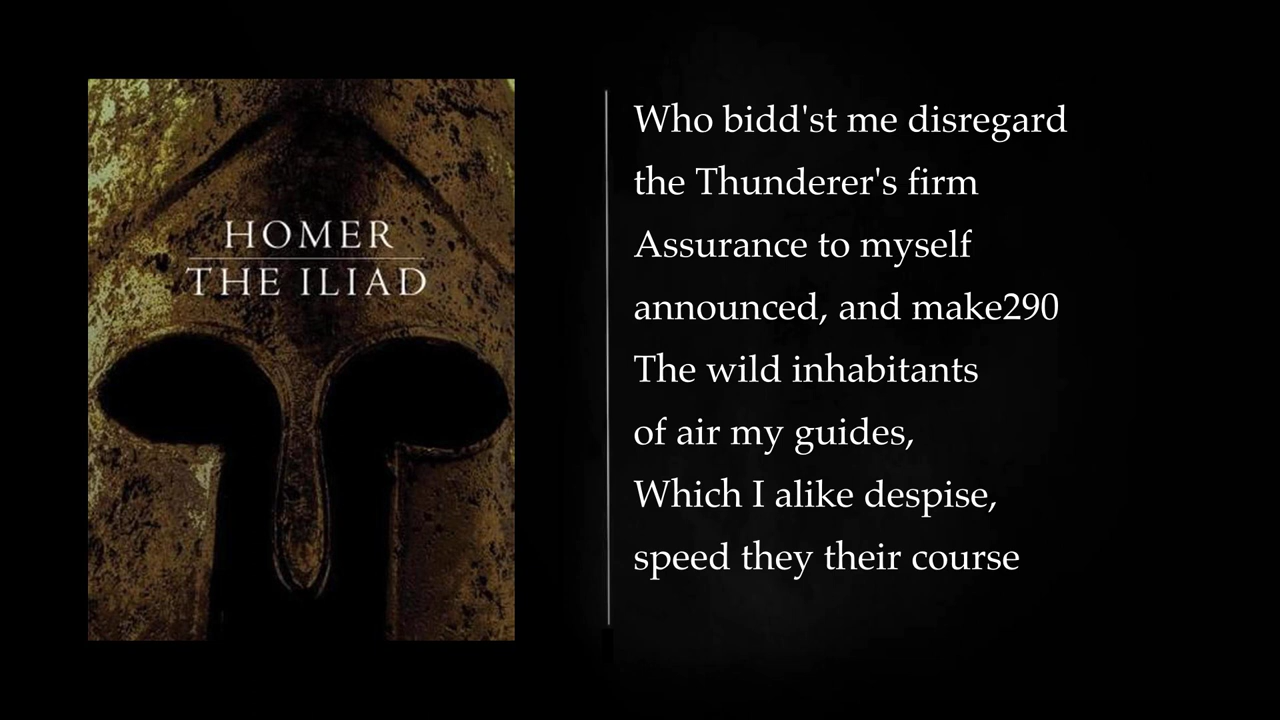 HOMER
THE ILIAD
Who bidd'st me disregard
the Thunderer's firm
Assurance to myself
announced, and make290
The wild inhabitants
of air my guides,
Which I alike despise,
speed they their course